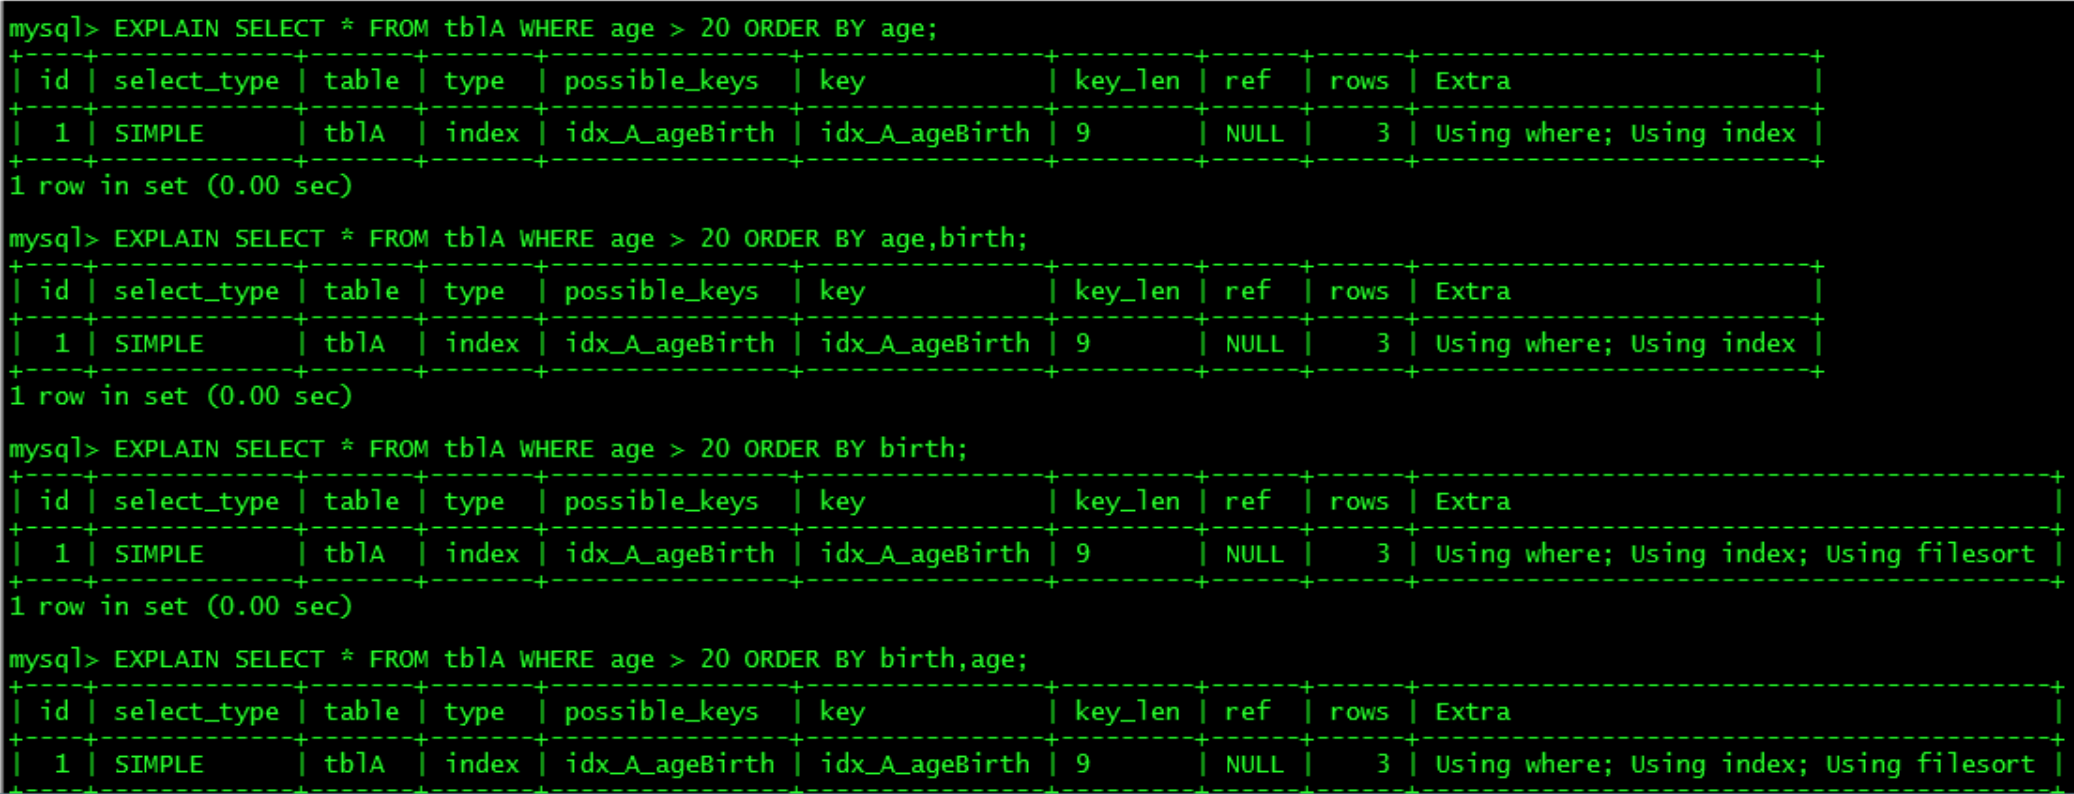 mysql> EXPLAIN SELECT * FROM tblA WHERE age > 20 ORDER BY age;
+----+-------------+-------+-------+----------------+----------------+---------+------+------+--------------------------+
| id | select_type | table | type  | possible_keys  | key            | key_len | ref  | rows | Extra                    |
+----+-------------+-------+-------+----------------+----------------+---------+------+------+--------------------------+
|  1 | SIMPLE      | tblA  | index | idx_A_ageBirth | idx_A_ageBirth | 9       | NULL |    3 | Using where; Using index |
+----+-------------+-------+-------+----------------+----------------+---------+------+------+--------------------------+
1 row in set (0.00 sec)
mysql> EXPLAIN SELECT * FROM tblA WHERE age > 20 ORDER BY age,birth;
+----+-------------+-------+-------+----------------+----------------+---------+------+------+--------------------------+
| id | select_type | table | type  | possible_keys  | key            | key_len | ref  | rows | Extra                    |
+----+-------------+-------+-------+----------------+----------------+---------+------+------+--------------------------+
|  1 | SIMPLE      | tblA  | index | idx_A_ageBirth | idx_A_ageBirth | 9       | NULL |    3 | Using where; Using index |
+----+-------------+-------+-------+----------------+----------------+---------+------+------+--------------------------+
1 row in set (0.00 sec)
mysql> EXPLAIN SELECT * FROM tblA WHERE age > 20 ORDER BY birth;
+----+-------------+-------+-------+----------------+----------------+---------+------+------+------------------------------------------+
| id | select_type | table | type  | possible_keys  | key            | key_len | ref  | rows | Extra                                    |
+----+-------------+-------+-------+----------------+----------------+---------+------+------+------------------------------------------+
|  1 | SIMPLE      | tblA  | index | idx_A_ageBirth | idx_A_ageBirth | 9       | NULL |    3 | Using where; Using index; Using filesort |
+----+-------------+-------+-------+----------------+----------------+---------+------+------+------------------------------------------+
1 row in set (0.00 sec)
mysql> EXPLAIN SELECT * FROM tblA WHERE age > 20 ORDER BY birth,age;
+----+-------------+-------+-------+----------------+----------------+---------+------+------+------------------------------------------+
| id | select_type | table | type  | possible_keys  | key            | key_len | ref  | rows | Extra                                    |
+----+-------------+-------+-------+----------------+----------------+---------+------+------+------------------------------------------+
|  1 | SIMPLE      | tblA  | index | idx_A_ageBirth | idx_A_ageBirth | 9       | NULL |    3 | Using where; Using index; Using filesort |
+----+-------------+-------+-------+----------------+----------------+---------+------+------+------------------------------------------+